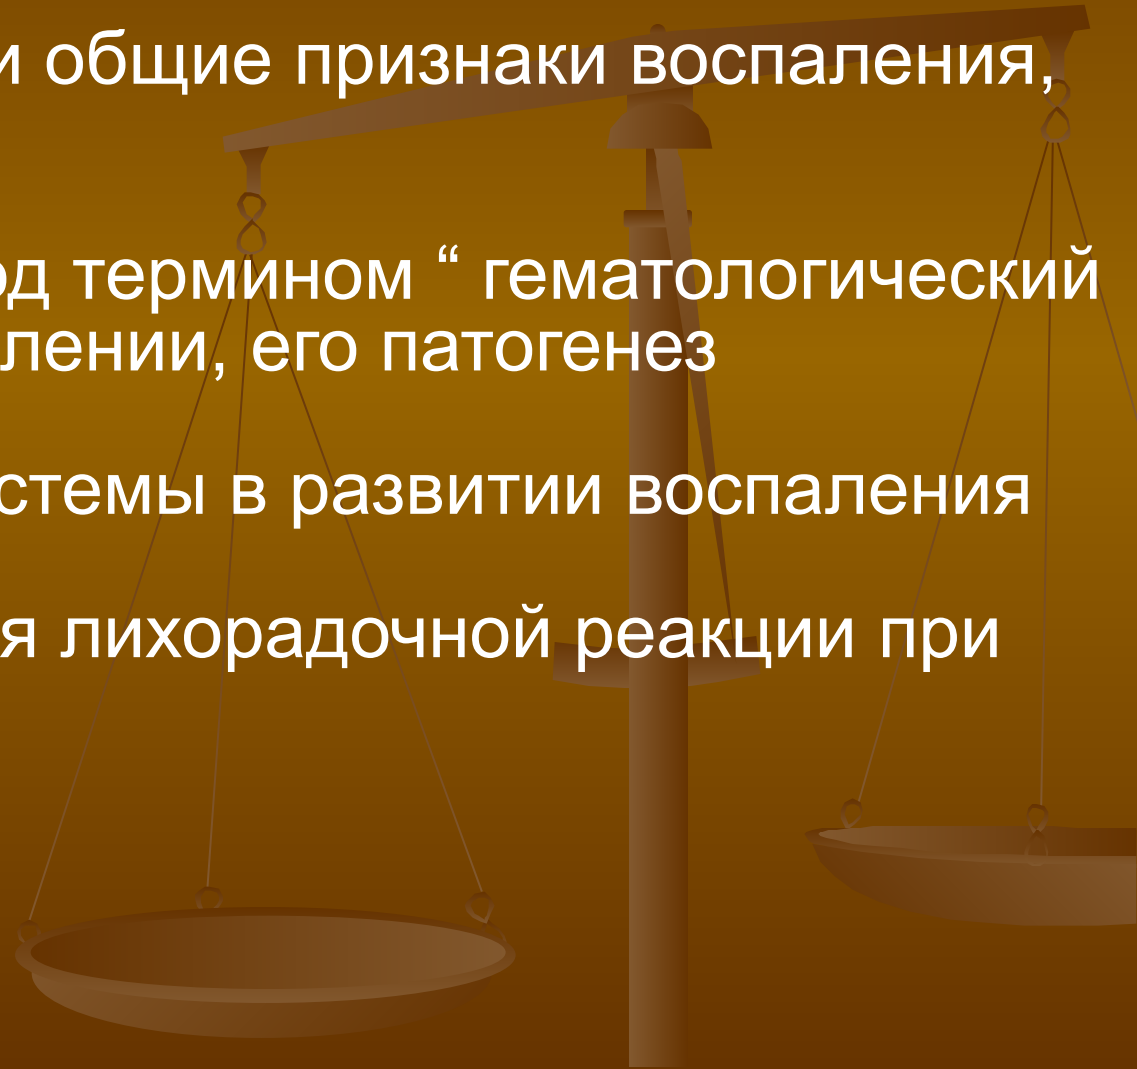 и общие признаки воспаления,
од термином “ гематологический
лении, его патогенез
стемы в развитии воспаления
я лихорадочной реакции при